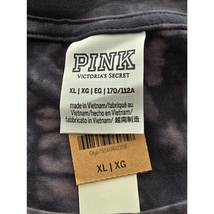 PINK
VICTORIA'S SECRET
XL | XG | EG | 170/112A
made in Vietnam/fabriqué au
Vietnam/hecho en Vietnam/
fabbricato in Vietnam/越南制造
XL | XG